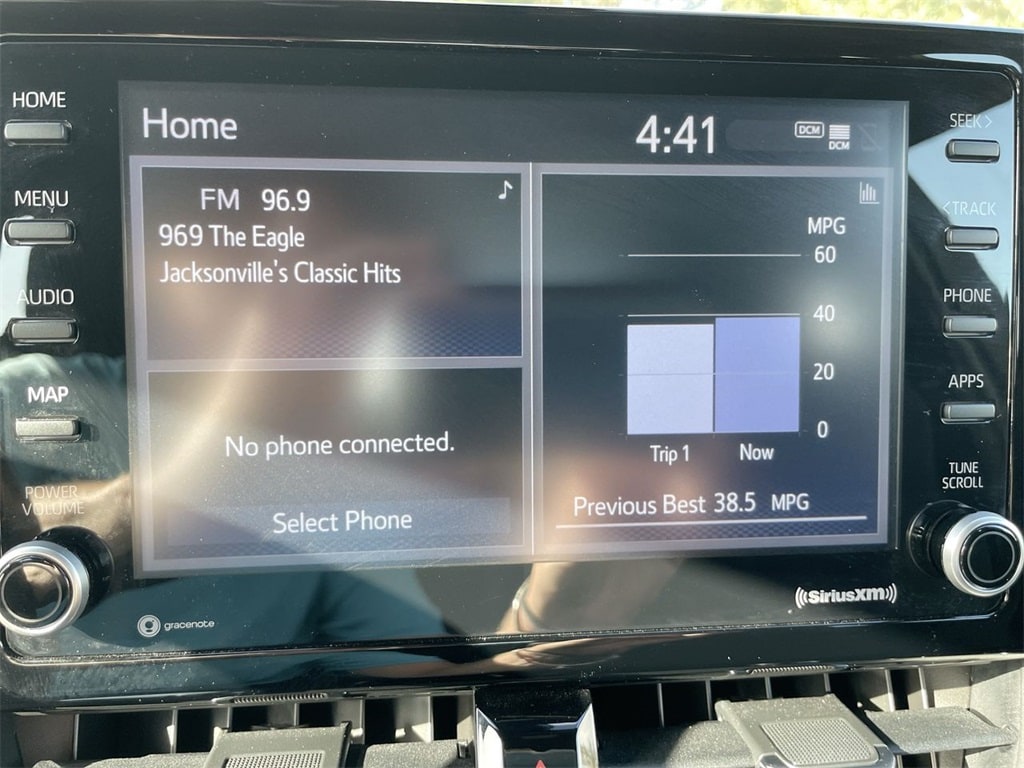 HOME
MENU
AUDIO
MAP
POWER
VOLUME
Home
4:41
DCM
DCM
FM 96.9
969 The Eagle
Jacksonville's Classic Hits
No phone connected.
Select Phone
MPG
60
40
20
0
Trip 1 Now
Previous Best 38.5 MPG
SEEK >
< TRACK
PHONE
APPS
TUNE
SCROLL
gracenote
((SiriusXM))